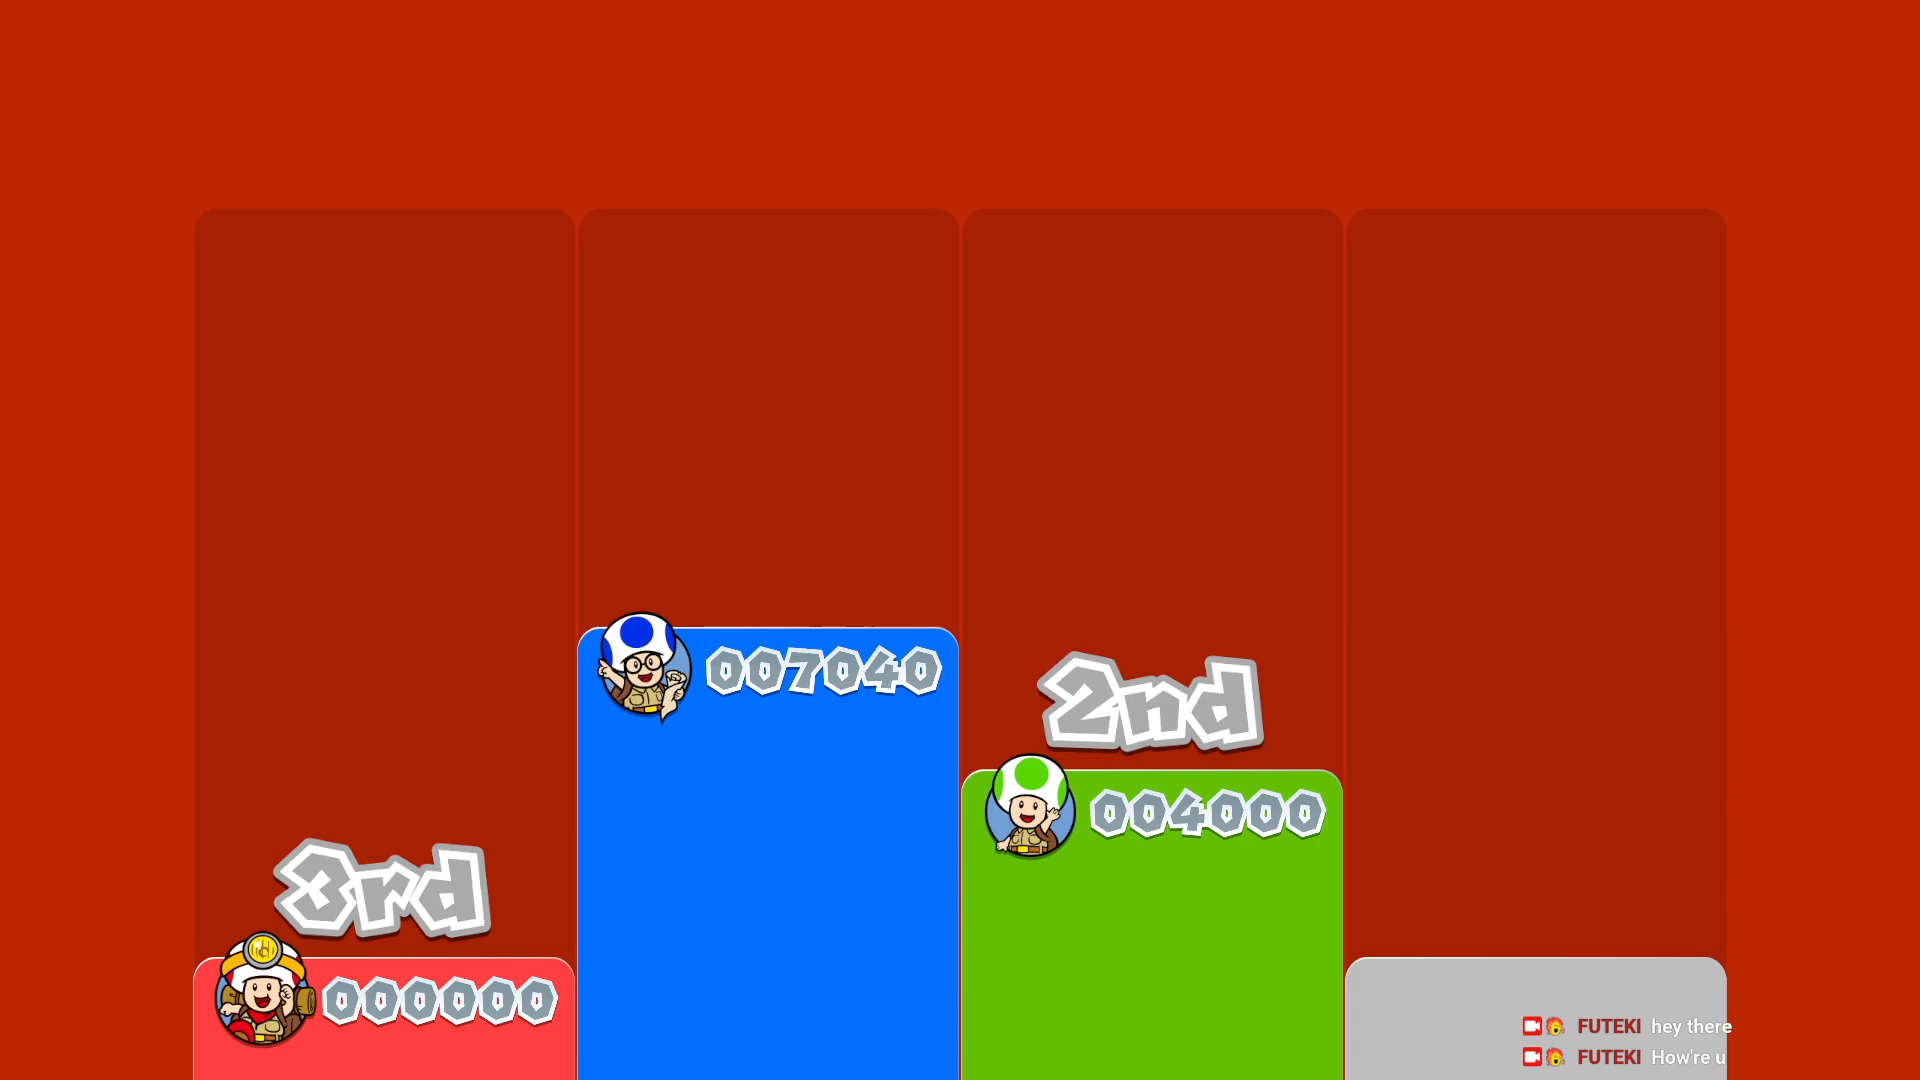 007040
2nd
004000
3rd
000000
FUTEKI hey there
FUTEKI How're u